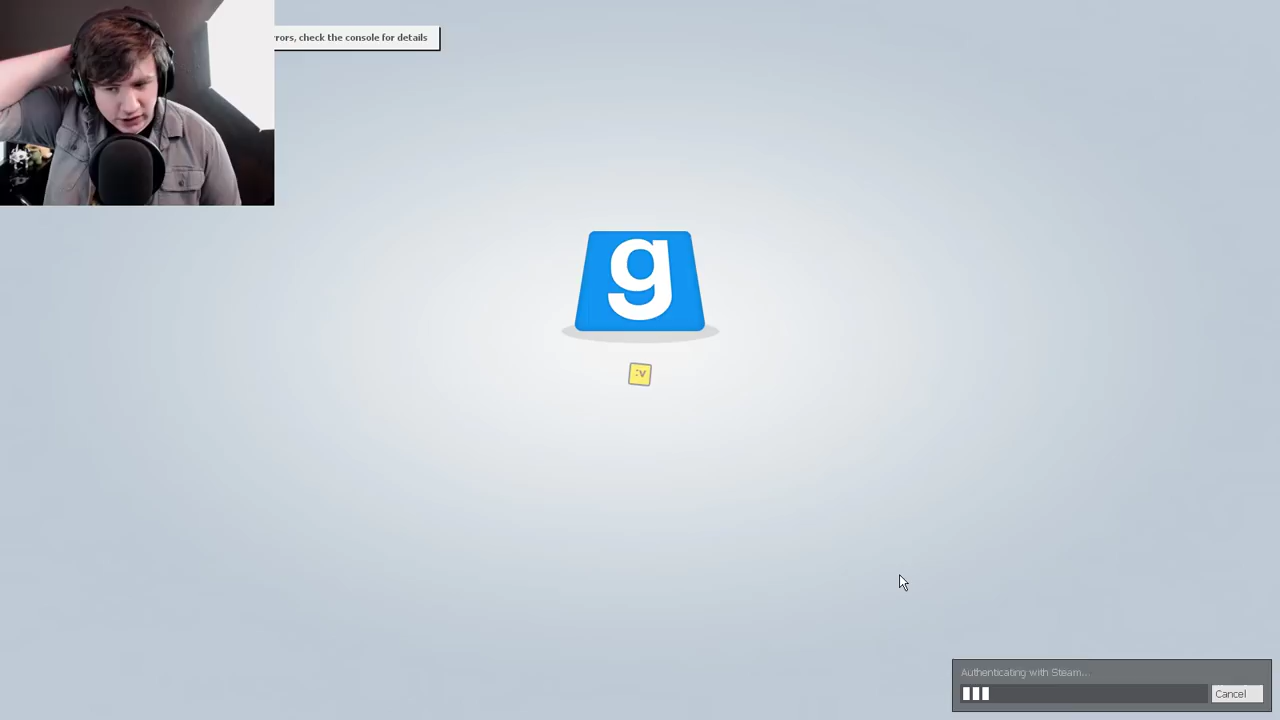 rors, check the console for details
g
:v
Authenticating with Steam...
Cancel